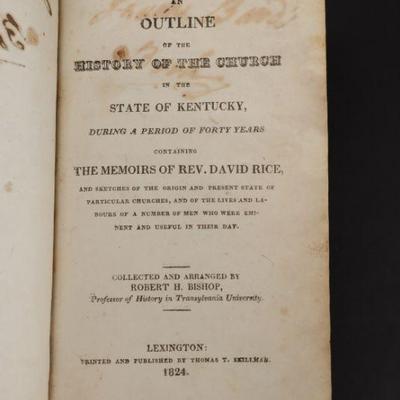 OUTLINE
OF THE
HISTORY OF THE CHURCH
IN THE
STATE OF KENTUCKY,
DURING A PERIOD OF FORTY YEARS
CONTAINING
THE MEMOIRS OF REV. DAVID RICE,
AND SKETCHES OF THE ORIGIN AND PRESENT STATE OF
PARTICULAR CHURCHES, AND OF THE LIVES AND LA-
BOURS OF A NUMBER OF MEN WHO WERE EMI-
NENT AND USEFUL IN THEIR DAY.
COLLECTED AND ARRANGED BY
ROBERT H. BISHOP,
Professor of History in Transylvania University.
LEXINGTON:
PRINTED AND PUBLISHED BY THOMAS T. SKILLMAN.
1824.